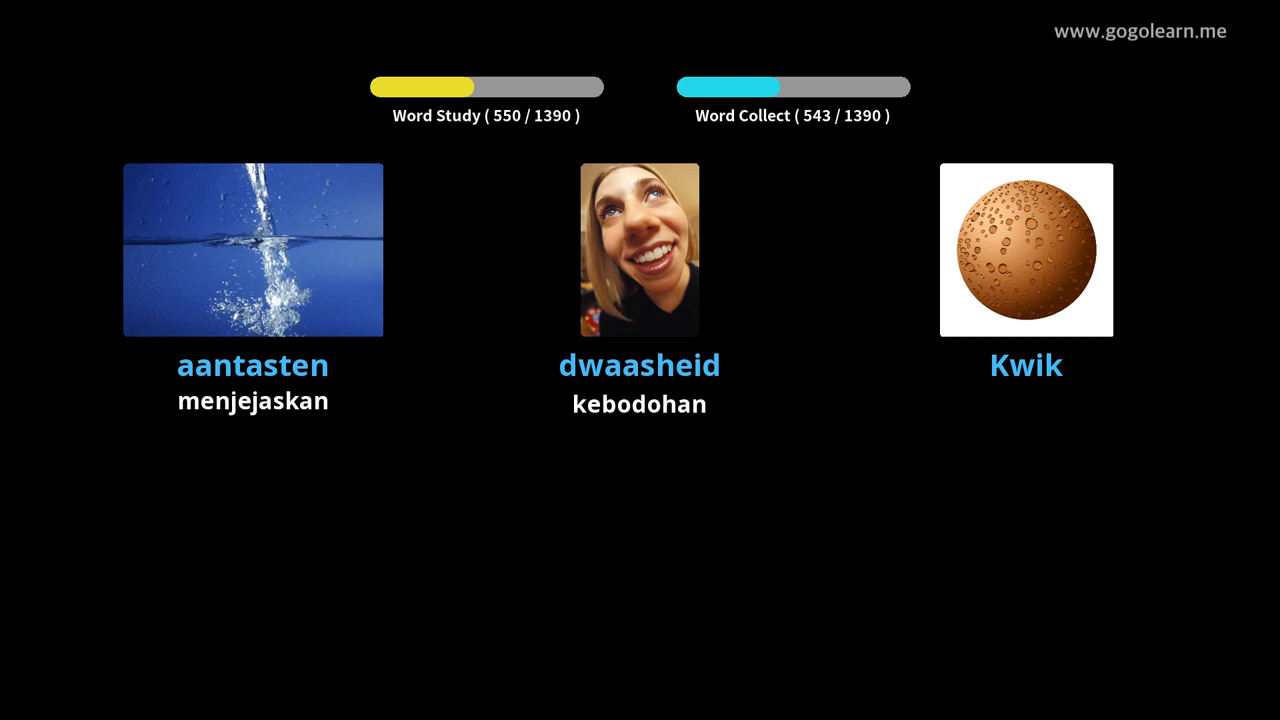 www.gogolearn.me
Word Study ( 550 / 1390 )
Word Collect ( 543 / 1390 )
aantasten
menjejaskan
dwaasheid
kebodohan
Kwik